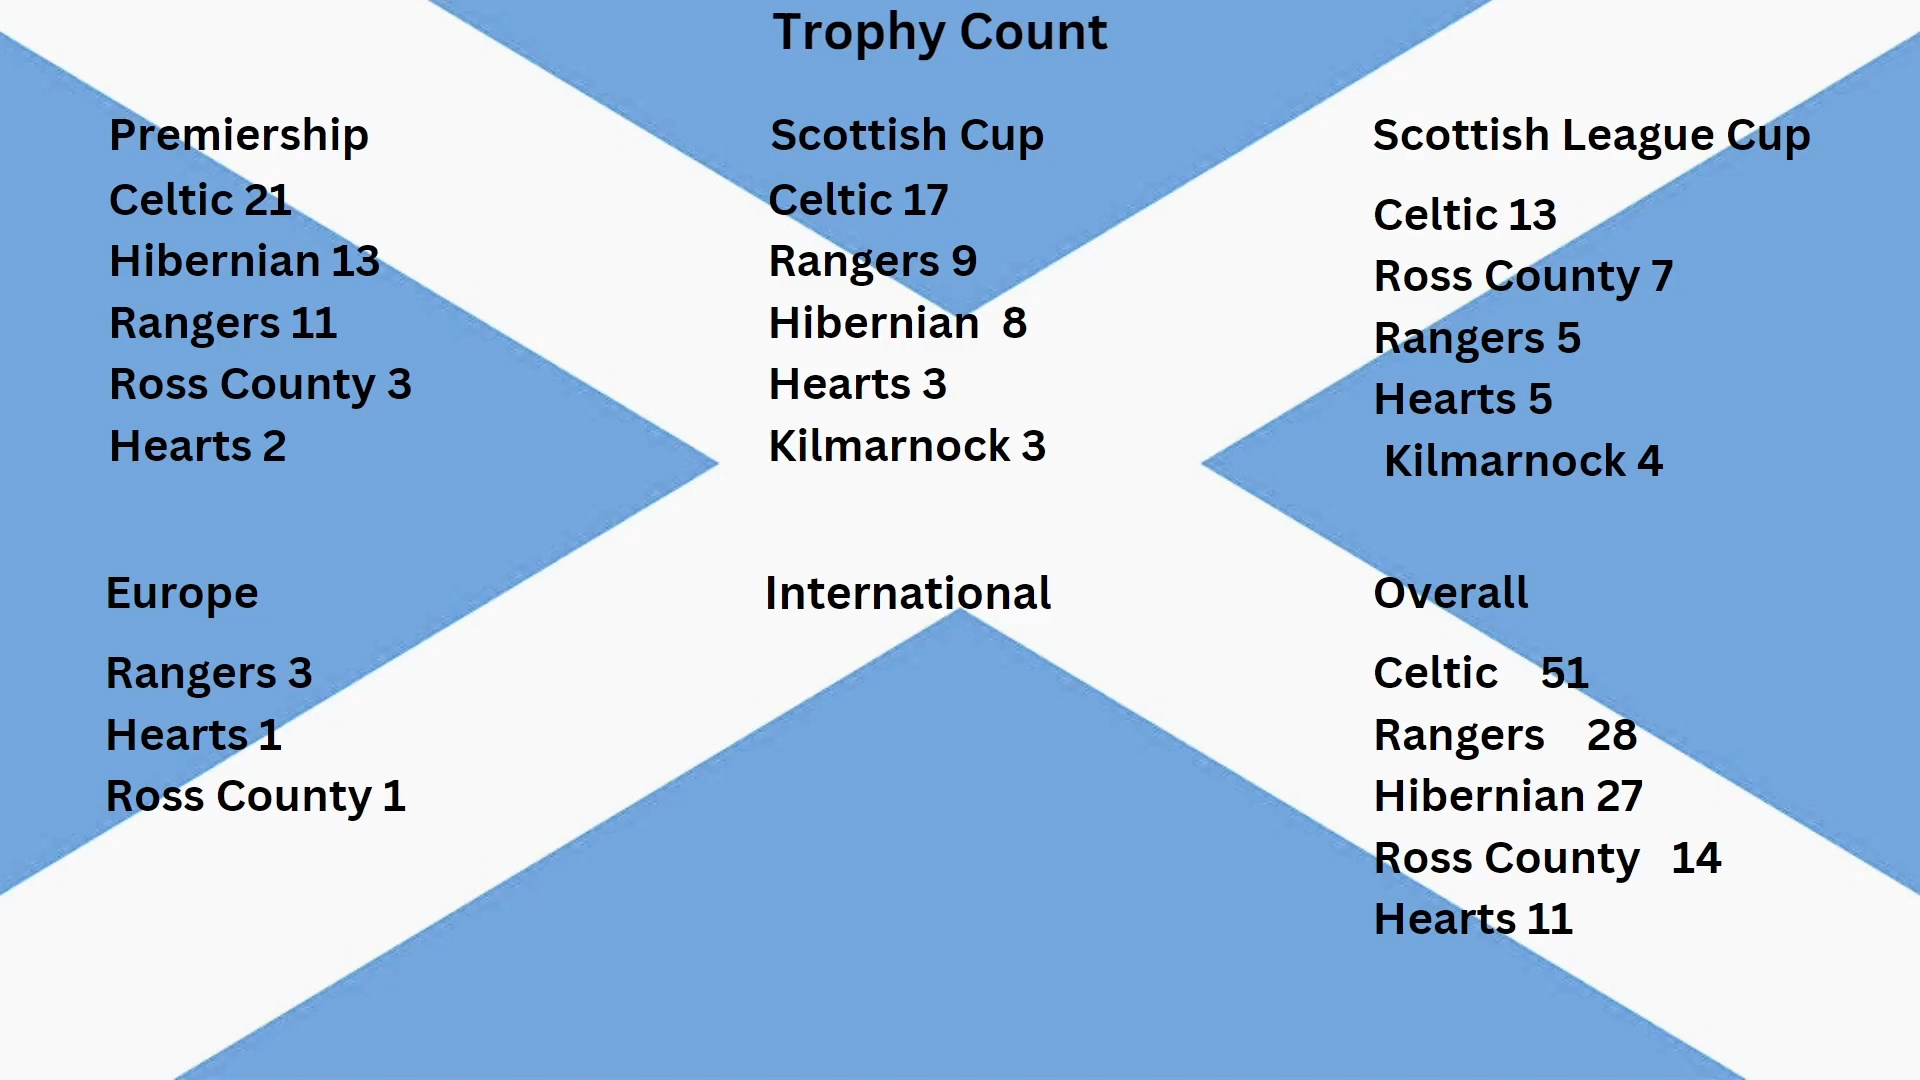 Trophy Count
Premiership
Celtic 21
Hibernian 13
Rangers 11
Ross County 3
Hearts 2
Scottish Cup
Celtic 17
Rangers 9
Hibernian 8
Hearts 3
Kilmarnock 3
Scottish League Cup
Celtic 13
Ross County 7
Rangers 5
Hearts 5
Kilmarnock 4
Europe
Rangers 3
Hearts 1
Ross County 1
International
Overall
Celtic 51
Rangers 28
Hibernian 27
Ross County 14
Hearts 11